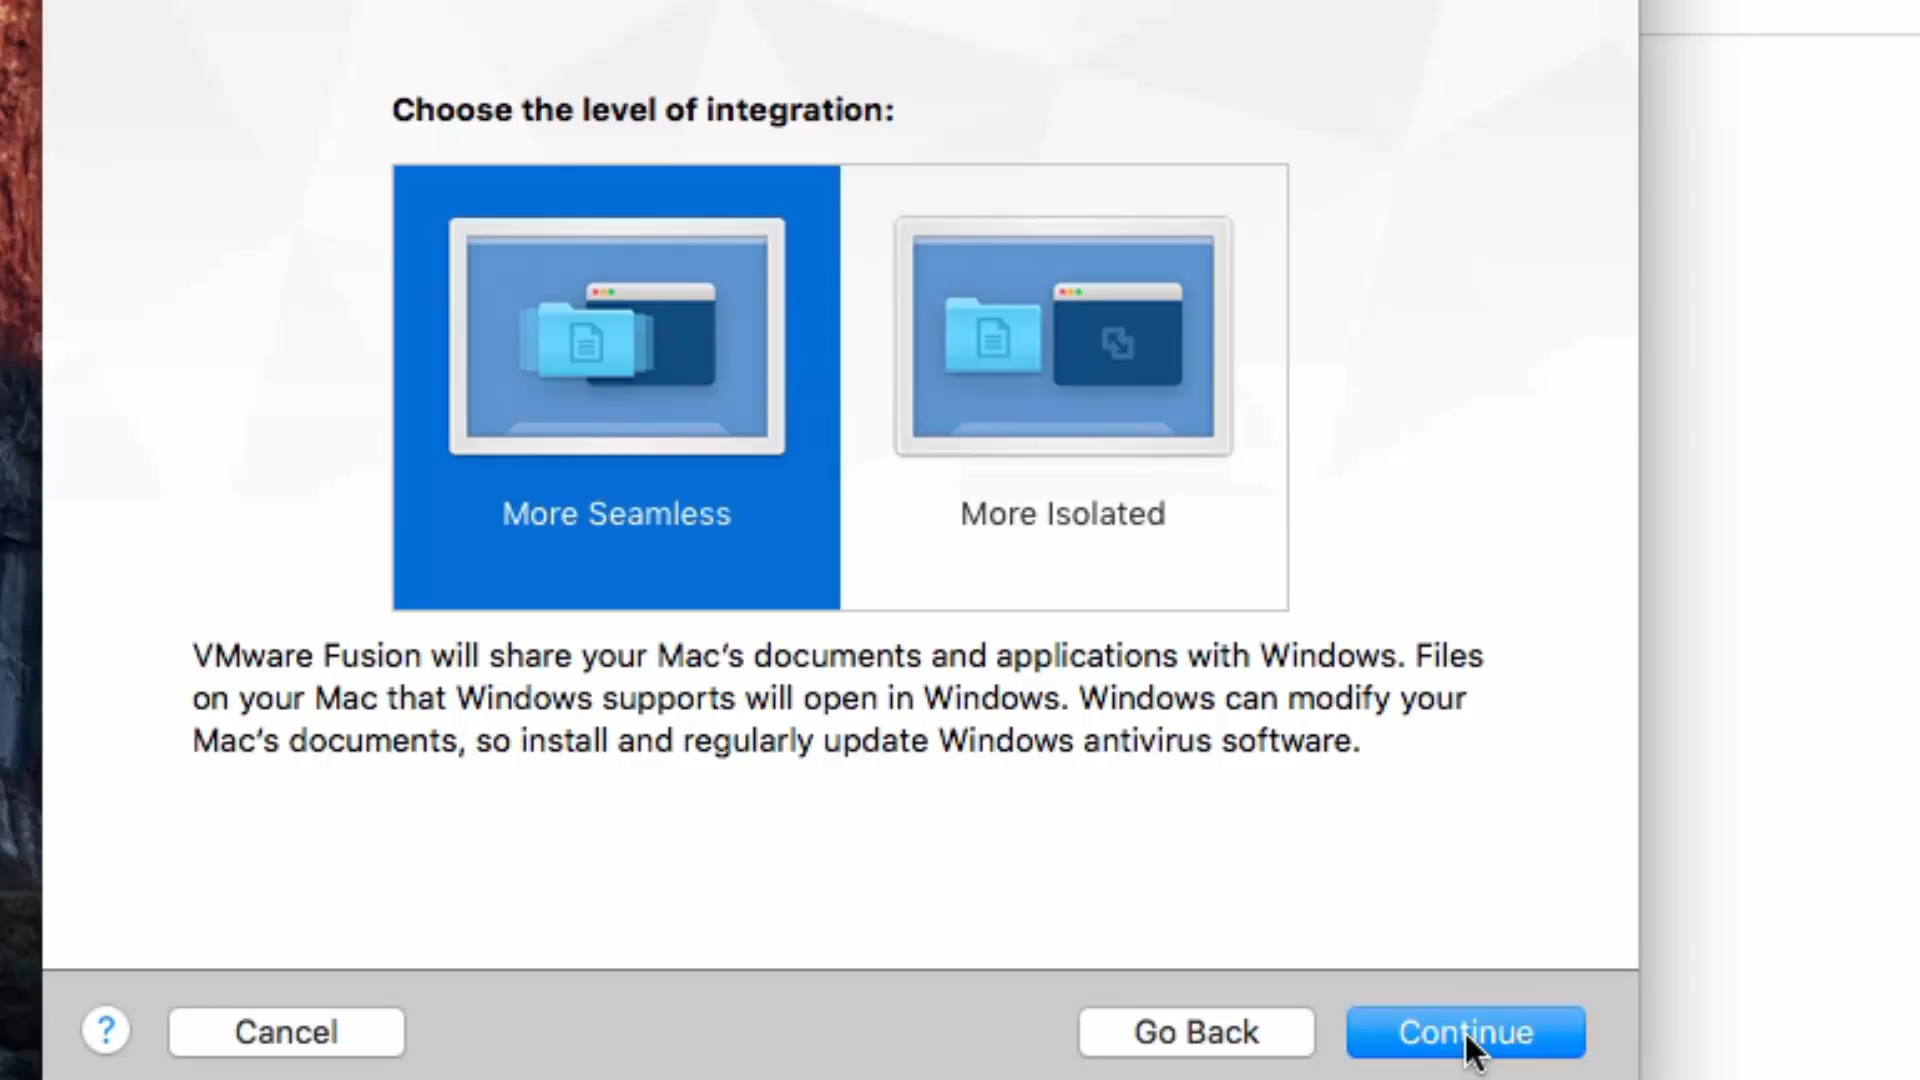 Choose the level of integration:
More Seamless
More Isolated
VMware Fusion will share your Mac’s documents and applications with Windows. Files
on your Mac that Windows supports will open in Windows. Windows can modify your
Mac’s documents, so install and regularly update Windows antivirus software.
?
Cancel
Go Back
Continue